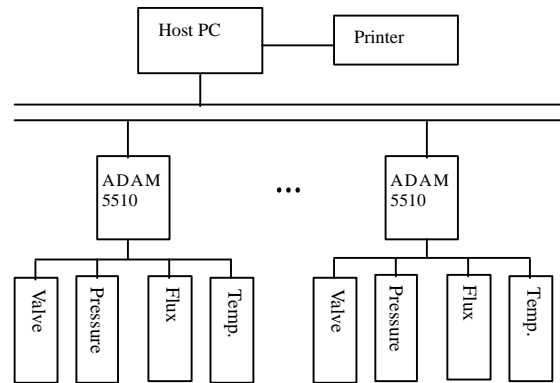 Host PC
Printer
ADAM
5510
...
ADAM
5510
Valve
Pressure
Flux
Temp.
Valve
Pressure
Flux
Temp.